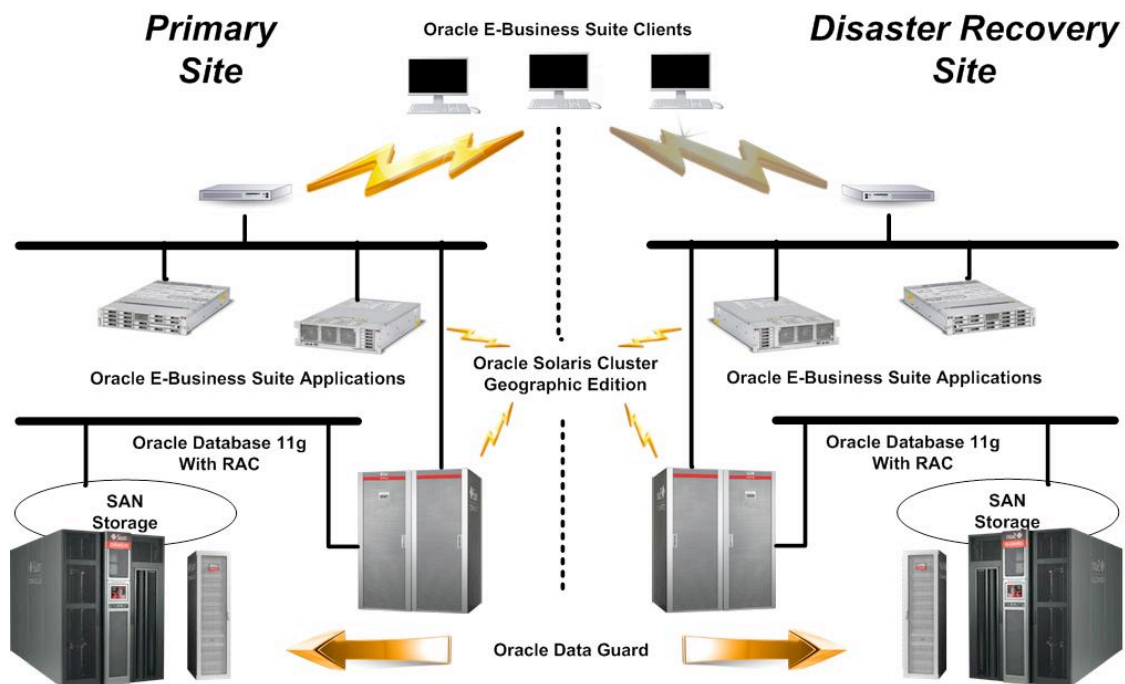 Primary
Site
Oracle E-Business Suite Clients
Disaster Recovery
Site
Oracle E-Business Suite Applications
Oracle Solaris Cluster
Geographic Edition
Oracle E-Business Suite Applications
Oracle Database 11g
With RAC
Oracle Database 11g
With RAC
SAN
Storage
SAN
Storage
Sun
Oracle Data Guard